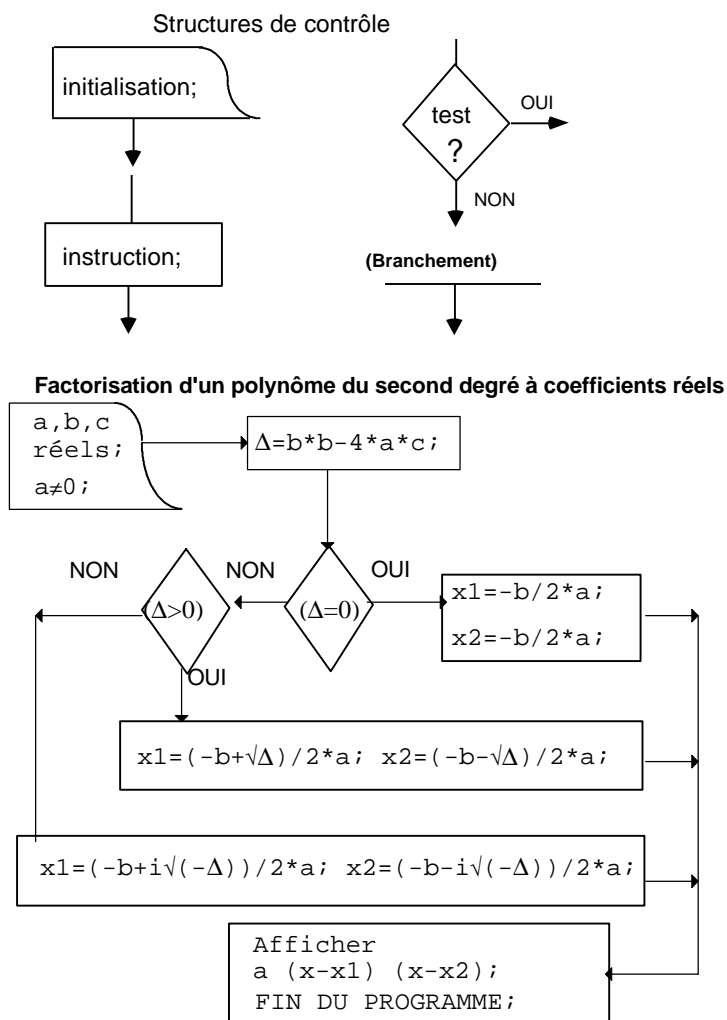 Structures de contrôle
initialisation;
test
?
OUI
NON
instruction;
(Branchement)
Factorisation d'un polynôme du second degré à coefficients réels
a,b,c
réels;
a≠0;
Δ=b*b-4*a*c;
NON
NON
OUI
(Δ>0)
(Δ=0)
x1=-b/2*a;
x2=-b/2*a;
OUI
x1=(-b+√Δ)/2*a; x2=(-b-√Δ)/2*a;
x1=(-b+i√(-Δ))/2*a; x2=(-b-i√(-Δ))/2*a;
Afficher
a (x-x1) (x-x2);
FIN DU PROGRAMME;